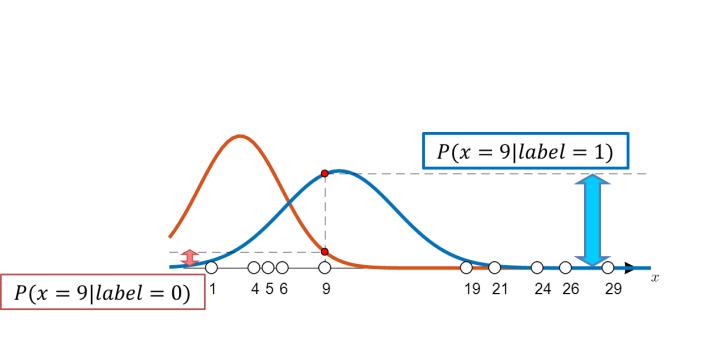 P(x = 9|label = 1)
P(x = 9|label = 0)
1 4 5 6 9 19 21 24 26 29 x